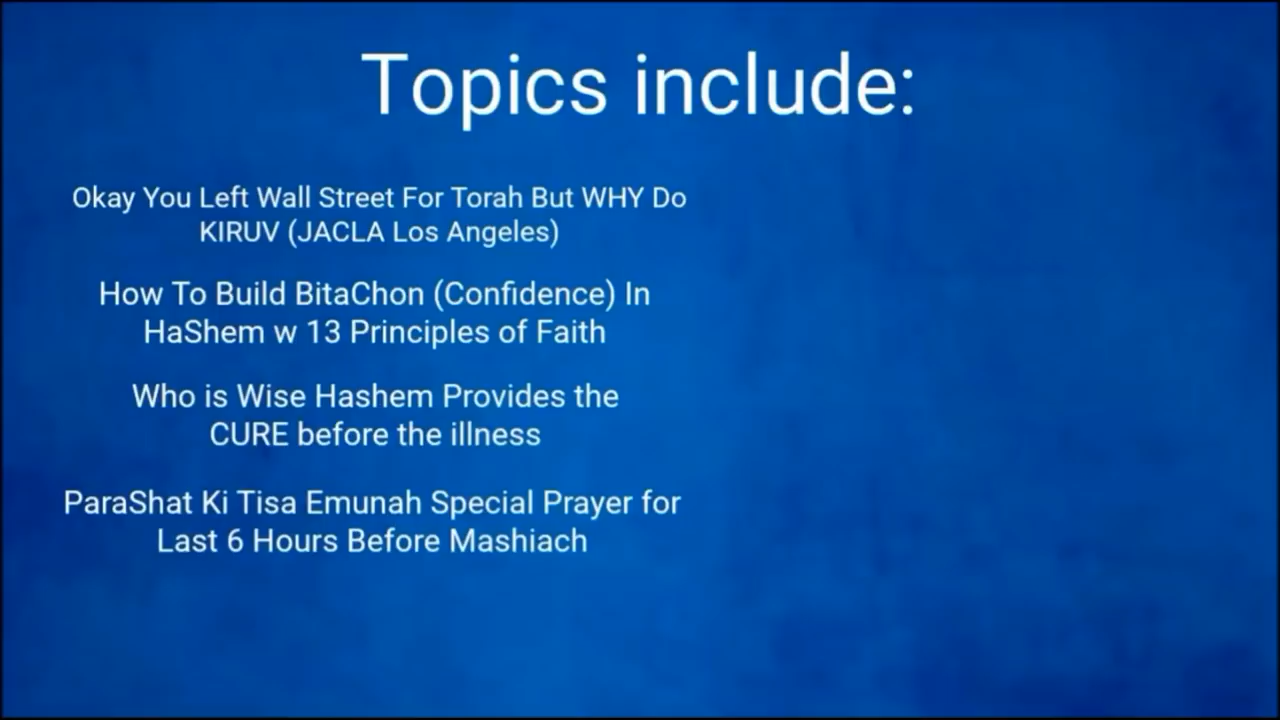 Topics include:
Okay You Left Wall Street For Torah But WHY Do
KIRUV (JACLA Los Angeles)
How To Build BitaChon (Confidence) In
HaShem w 13 Principles of Faith
Who is Wise Hashem Provides the
CURE before the illness
ParaShat Ki Tisa Emunah Special Prayer for
Last 6 Hours Before Mashiach